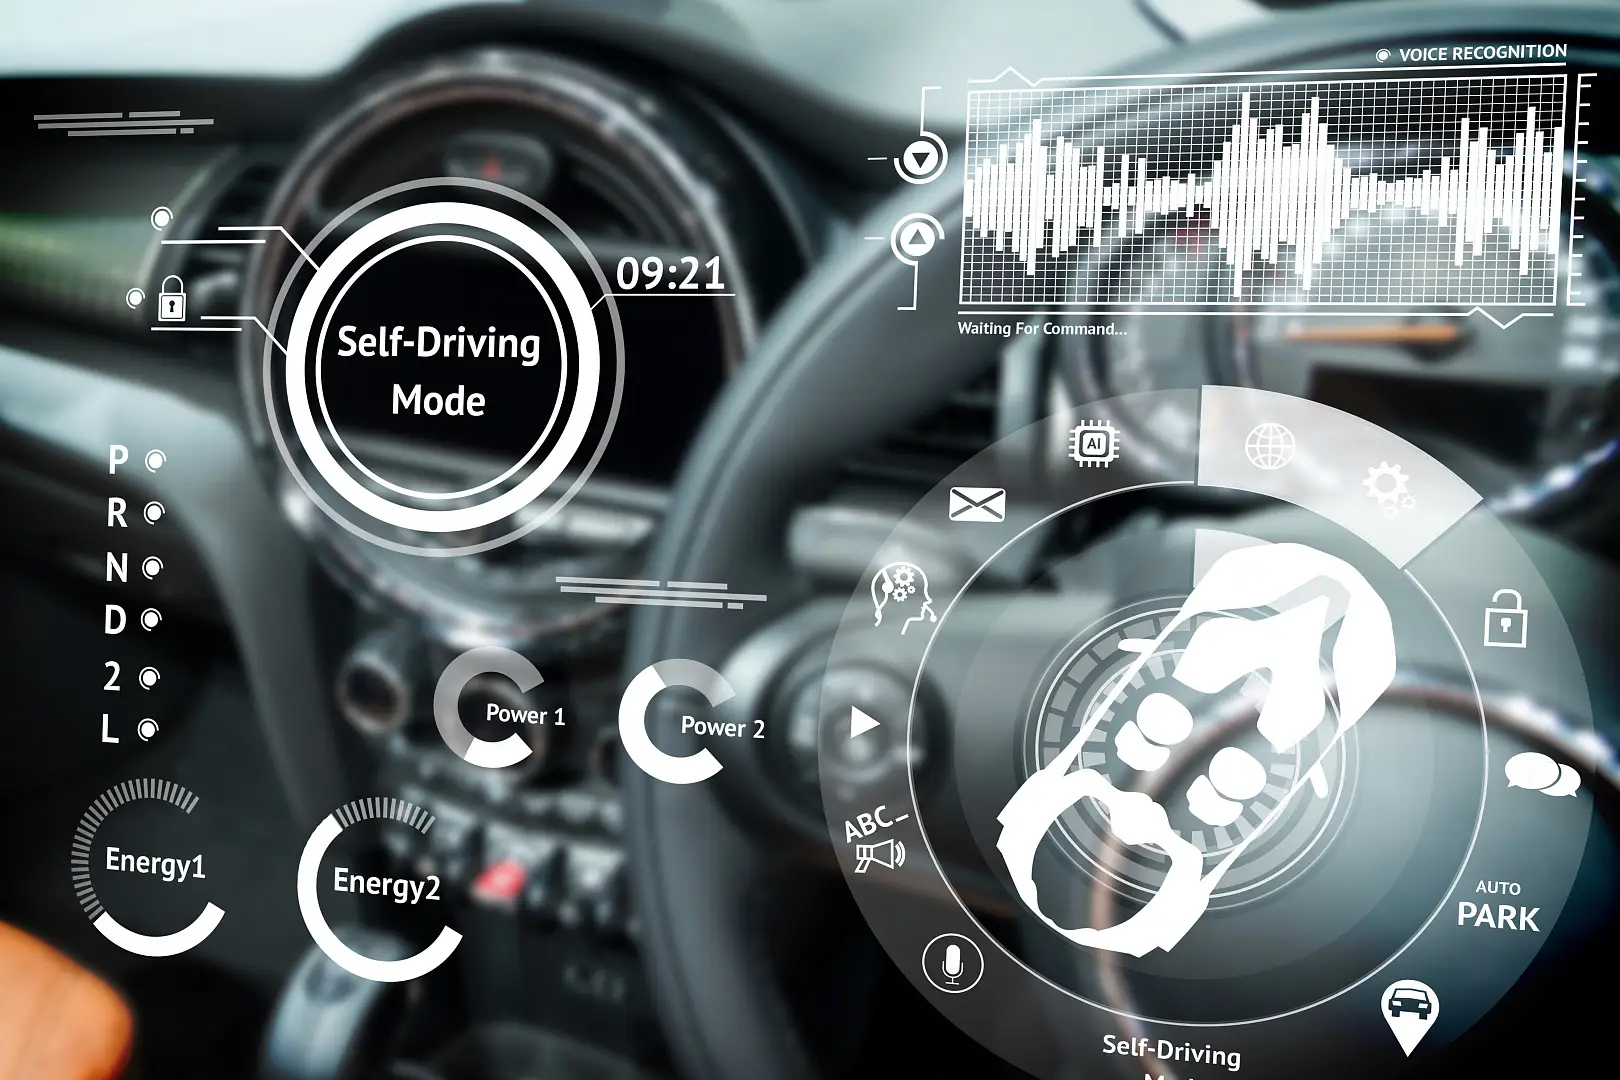 VOICE RECOGNITION
09:21
Self-Driving
Mode
Waiting For Command...
AI
P
R
N
D
2
L
Power 1
Power 2
Energy1
Energy2
ABC_
AUTO
PARK
Self-Driving